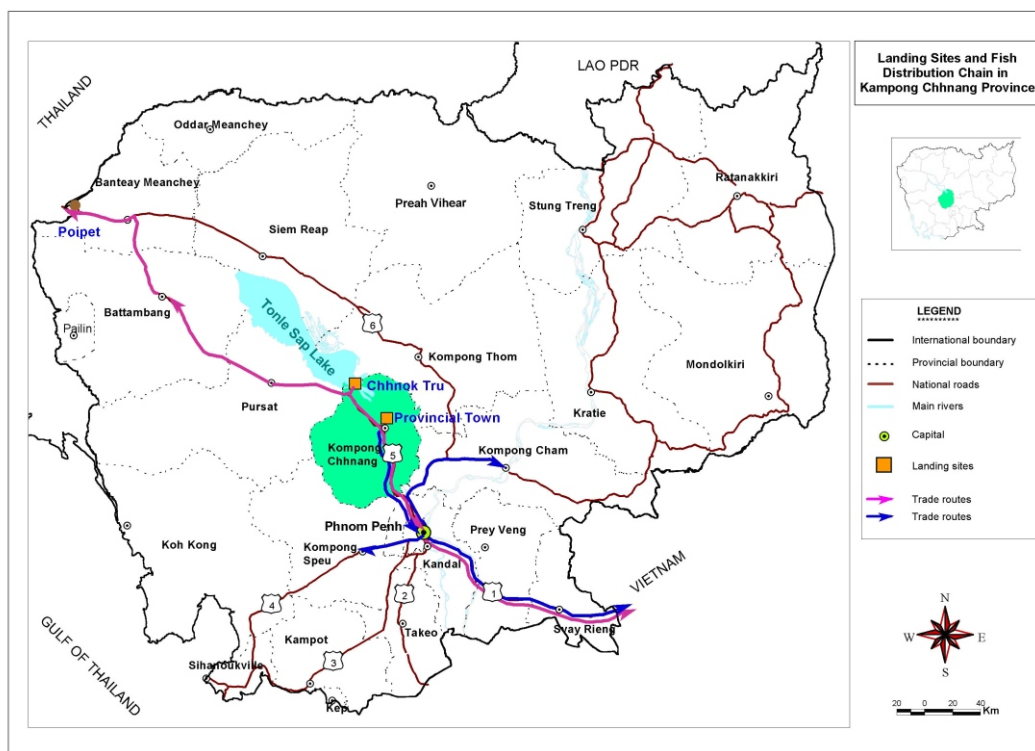 Landing Sites and Fish
Distribution Chain in
Kampong Chhnang Province
THAILAND
LAO PDR
Oddar Meanchey
Banteay Meanchey
Ratanakkiri
Preah Vihear
Stung Treng
Poipet
Siem Reap
Battambang
Tonle Sap Lake
6
Pailin
Kompong Thom
Mondolkiri
Chhnok Tru
Pursat
Kratie
Provincial Town
Kompong
Chhnang
5
Kompong Cham
Phnom Penh
Prey Veng
Koh Kong
Kompong
Speu
Kandal
VIETNAM
1
2
4
Svay Rieng
GULF OF THAILAND
Kampot
Takeo
3
Sihanoukville
Kep
LEGEND
**********
International boundary
Provincial boundary
National roads
Main rivers
Capital
Landing sites
Trade routes
Trade routes
N
W
E
S
20
0
20
40
Km